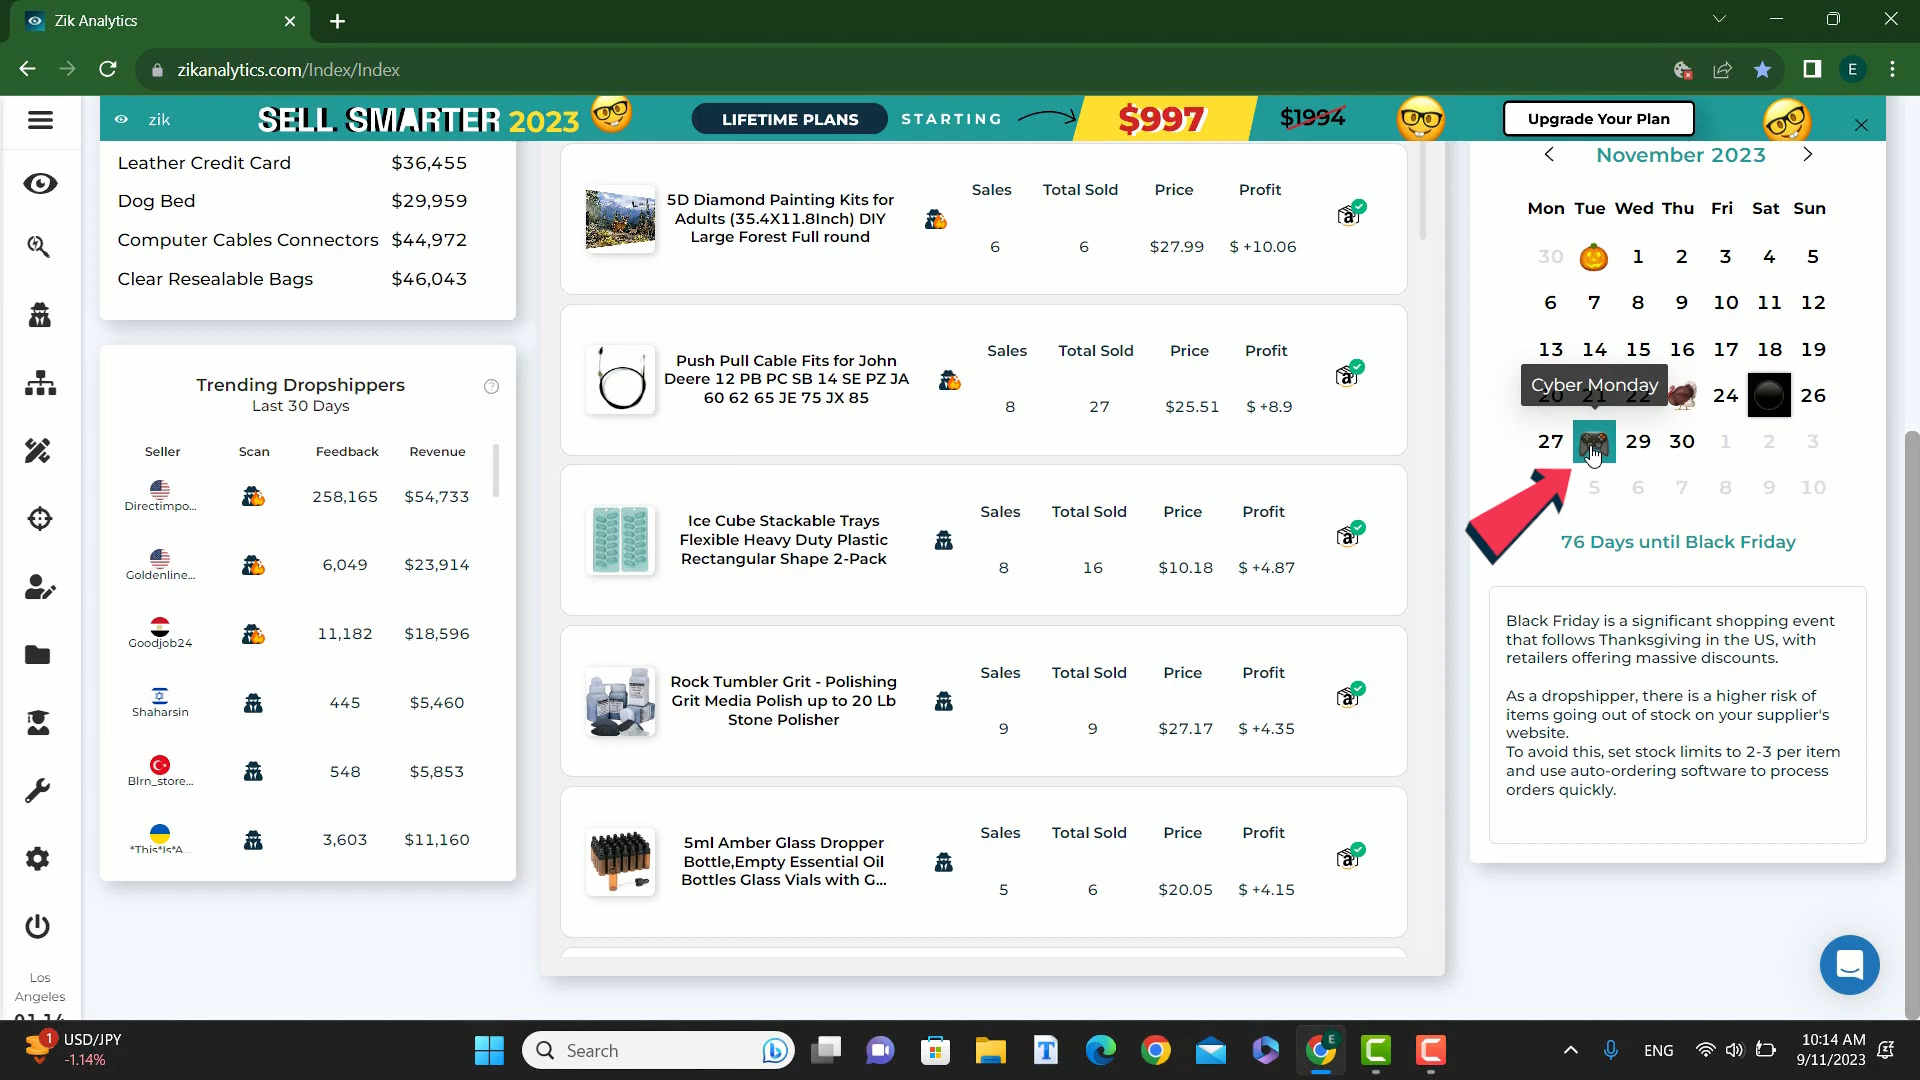 Zik Analytics
zikanalytics.com/Index/Index
E
zik
SELL SMARTER 2023
LIFETIME PLANS
STARTING
$997
$1994
Upgrade Your Plan
Leather Credit Card $36,455
Dog Bed $29,959
Computer Cables Connectors $44,972
Clear Resealable Bags $46,043
Trending Dropshippers
Last 30 Days
Seller Scan Feedback Revenue
Directimpo... 258,165 $54,733
Goldenline... 6,049 $23,914
Goodjob24 11,182 $18,596
Shaharsin 445 $5,460
Blrn_store... 548 $5,853
*This*Is*A... 3,603 $11,160
5D Diamond Painting Kits for
Adults (35.4X11.8Inch) DIY
Large Forest Full round
Sales Total Sold Price Profit
6 6 $27.99 $ +10.06
Push Pull Cable Fits for John
Deere 12 PB PC SB 14 SE PZ JA
60 62 65 JE 75 JX 85
Sales Total Sold Price Profit
8 27 $25.51 $ +8.9
Ice Cube Stackable Trays
Flexible Heavy Duty Plastic
Rectangular Shape 2-Pack
Sales Total Sold Price Profit
8 16 $10.18 $ +4.87
Rock Tumbler Grit - Polishing
Grit Media Polish up to 20 Lb
Stone Polisher
Sales Total Sold Price Profit
9 9 $27.17 $ +4.35
5ml Amber Glass Dropper
Bottle,Empty Essential Oil
Bottles Glass Vials with G...
Sales Total Sold Price Profit
5 6 $20.05 $ +4.15
November 2023
Mon Tue Wed Thu Fri Sat Sun
30 1 2 3 4 5
6 7 8 9 10 11 12
13 14 15 16 17 18 19
Cyber Monday
20 21 22 24 26
27 29 30 1 2 3
5 6 7 8 9 10
76 Days until Black Friday
Black Friday is a significant shopping event
that follows Thanksgiving in the US, with
retailers offering massive discounts.
As a dropshipper, there is a higher risk of
items going out of stock on your supplier's
website.
To avoid this, set stock limits to 2-3 per item
and use auto-ordering software to process
orders quickly.
Los
Angeles
1
USD/JPY
-1.14%
Search
ENG
10:14 AM
9/11/2023